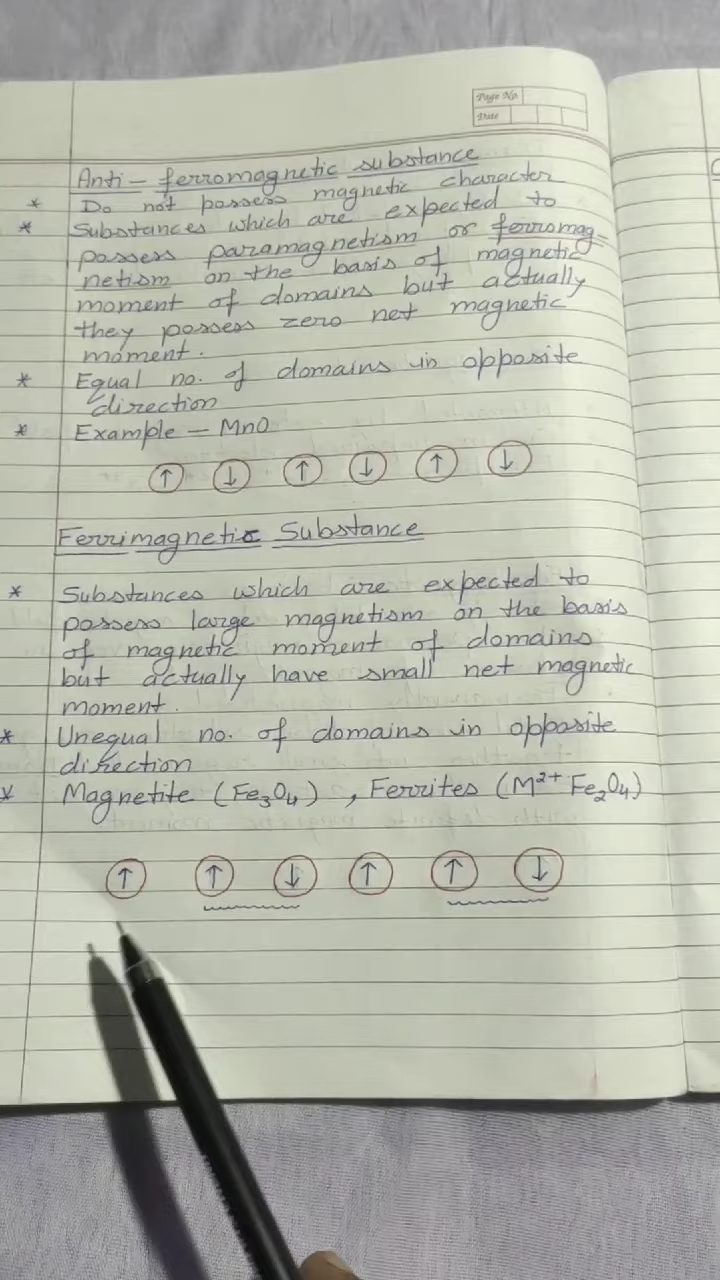 Page No.
Date
Anti - ferromagnetic substance
* Do not possess magnetic character
* Substances which are expected to
possess paramagnetism or ferromag=
netism on the basis of magnetic
moment of domains but actually
they possess zero net magnetic
moment.
* Equal no. of domains in opposite
direction
* Example - MnO
↑ ↓ ↑ ↓ ↑ ↓
Ferrimagnetic Substance
* Substances which are expected to
possess large magnetism on the basis
of magnetic moment of domains
but actually have small net magnetic
moment.
* Unequal no. of domains in opposite
direction
* Magnetite (Fe₃O₄), Ferrites (M²⁺Fe₂O₄)
↑ ↑ ↓ ↑ ↑ ↓